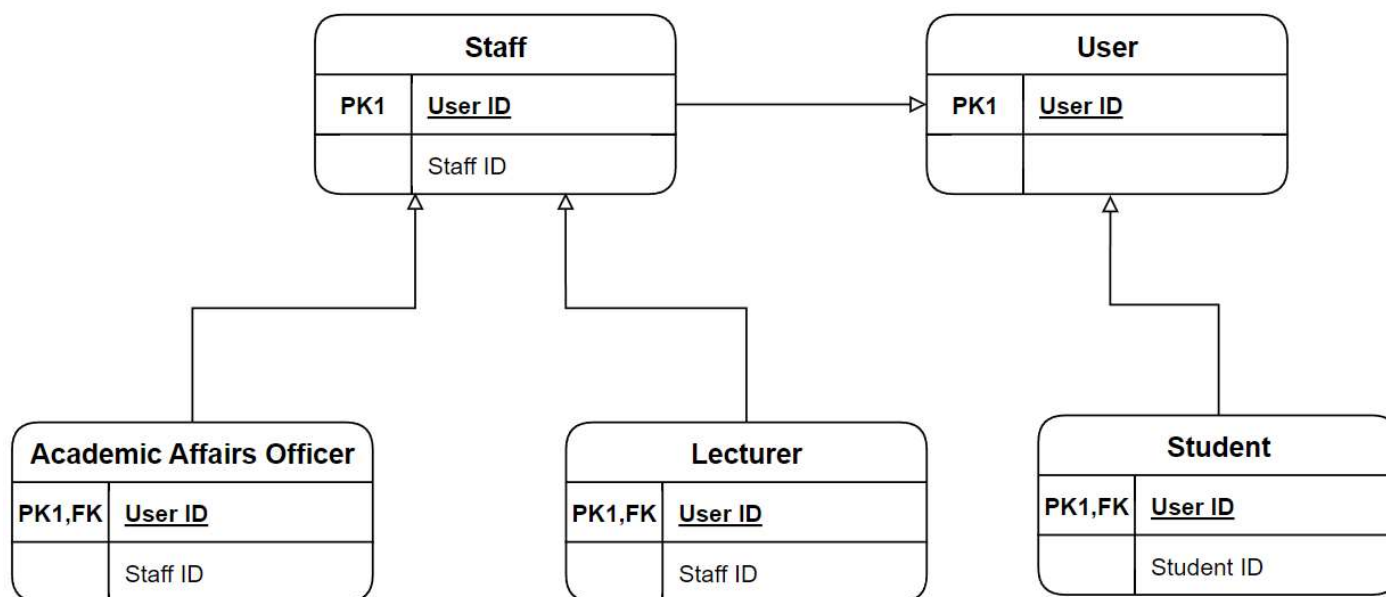 Staff
PK1 User ID
Staff ID
User
PK1 User ID
Academic Affairs Officer
PK1,FK User ID
Staff ID
Lecturer
PK1,FK User ID
Staff ID
Student
PK1,FK User ID
Student ID